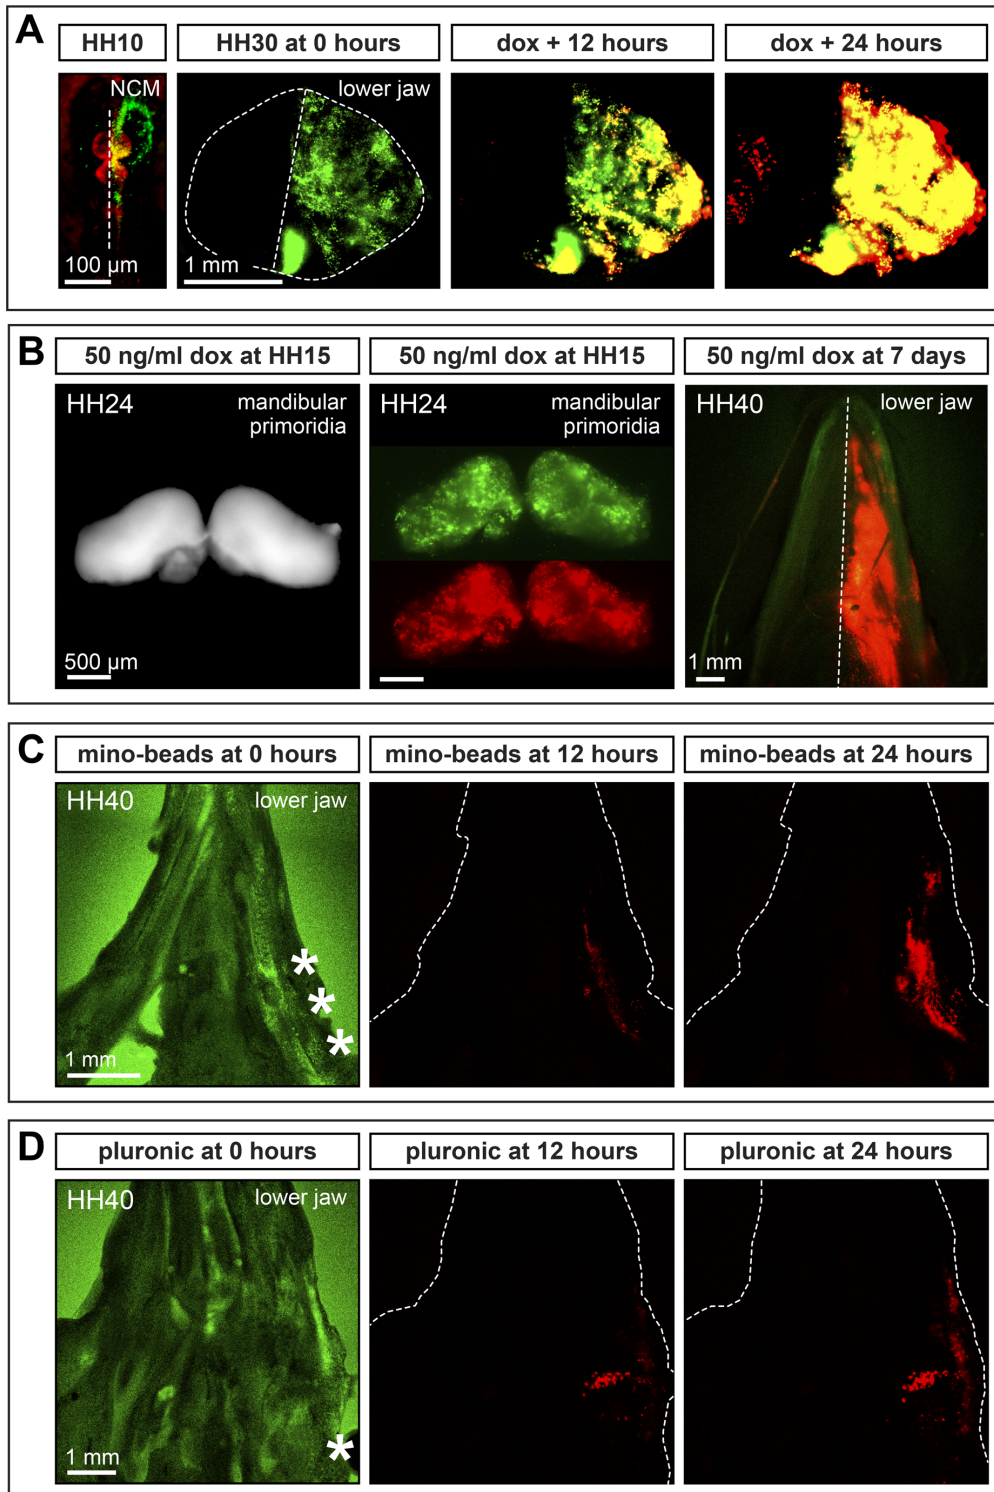 A
HH10
HH30 at 0 hours
dox + 12 hours
dox + 24 hours
NCM
100 µm
lower jaw
1 mm
B
50 ng/ml dox at HH15
50 ng/ml dox at HH15
50 ng/ml dox at 7 days
HH24
mandibular
primoridia
500 µm
HH24
mandibular
primoridia
HH40
lower jaw
1 mm
C
mino-beads at 0 hours
mino-beads at 12 hours
mino-beads at 24 hours
HH40
lower jaw
* * *
1 mm
D
pluronic at 0 hours
pluronic at 12 hours
pluronic at 24 hours
HH40
lower jaw
*
1 mm